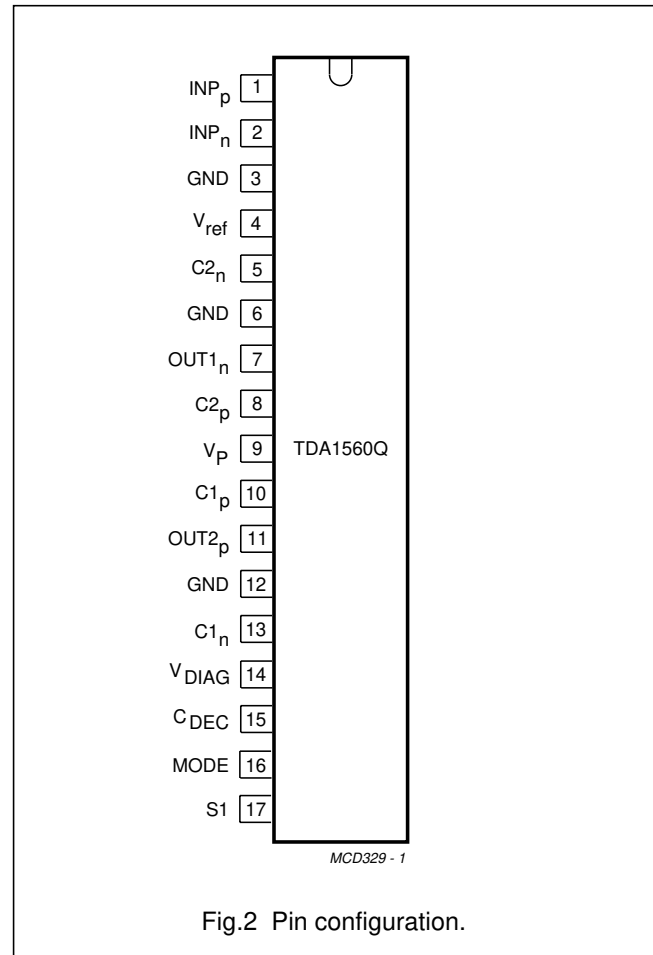 INPp 1
INPn 2
GND 3
Vref 4
C2n 5
GND 6
OUT1n 7
C2p 8
VP 9 TDA1560Q
C1p 10
OUT2p 11
GND 12
C1n 13
VDIAG 14
CDEC 15
MODE 16
S1 17
MCD329 - 1
Fig.2 Pin configuration.